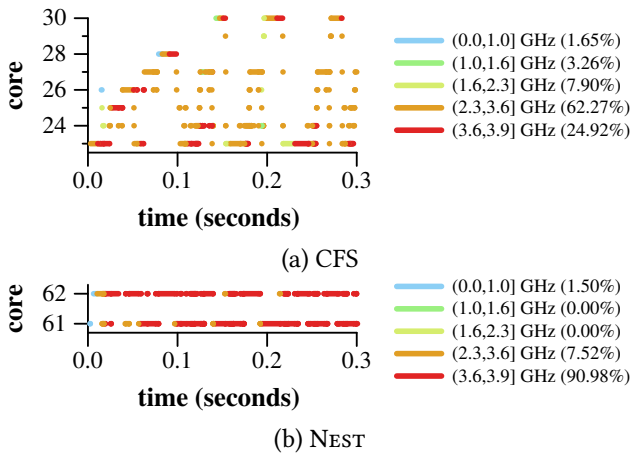 30
28
26
24
core
0.0
0.1
0.2
0.3
time (seconds)
(0.0,1.0] GHz (1.65%)
(1.0,1.6] GHz (3.26%)
(1.6,2.3] GHz (7.90%)
(2.3,3.6] GHz (62.27%)
(3.6,3.9] GHz (24.92%)
(a) CFS
62
61
core
0.0
0.1
0.2
0.3
time (seconds)
(0.0,1.0] GHz (1.50%)
(1.0,1.6] GHz (0.00%)
(1.6,2.3] GHz (0.00%)
(2.3,3.6] GHz (7.52%)
(3.6,3.9] GHz (90.98%)
(b) NEST